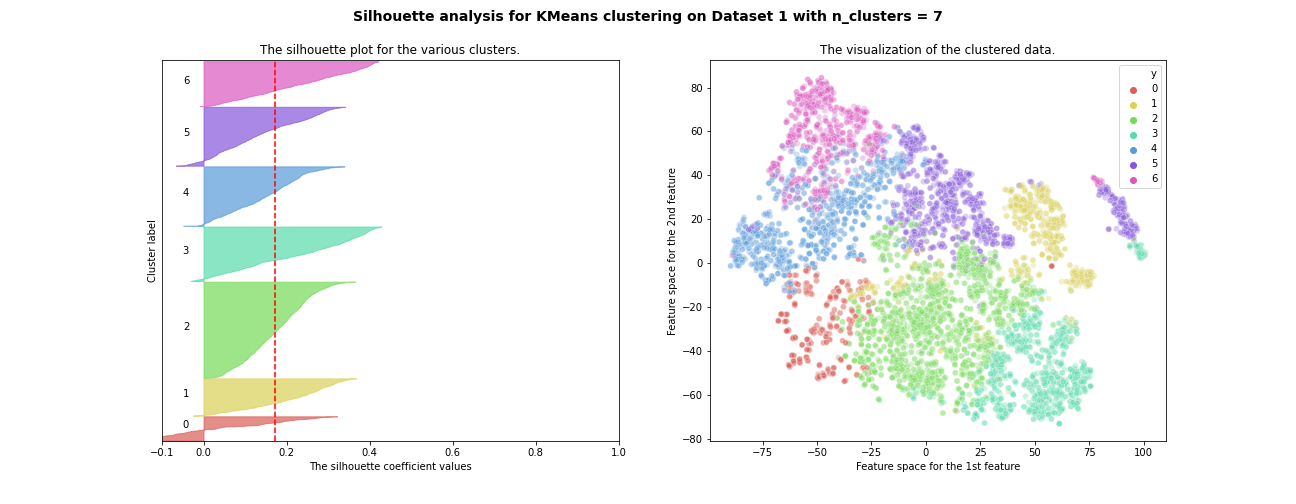 Silhouette analysis for KMeans clustering on Dataset 1 with n_clusters = 7
The silhouette plot for the various clusters.
Cluster label
6
5
4
3
2
1
0
−0.1 0.0 0.2 0.4 0.6 0.8 1.0
The silhouette coefficient values
The visualization of the clustered data.
Feature space for the 2nd feature
80
60
40
20
0
−20
−40
−60
−80
y
0
1
2
3
4
5
6
−75 −50 −25 0 25 50 75 100
Feature space for the 1st feature